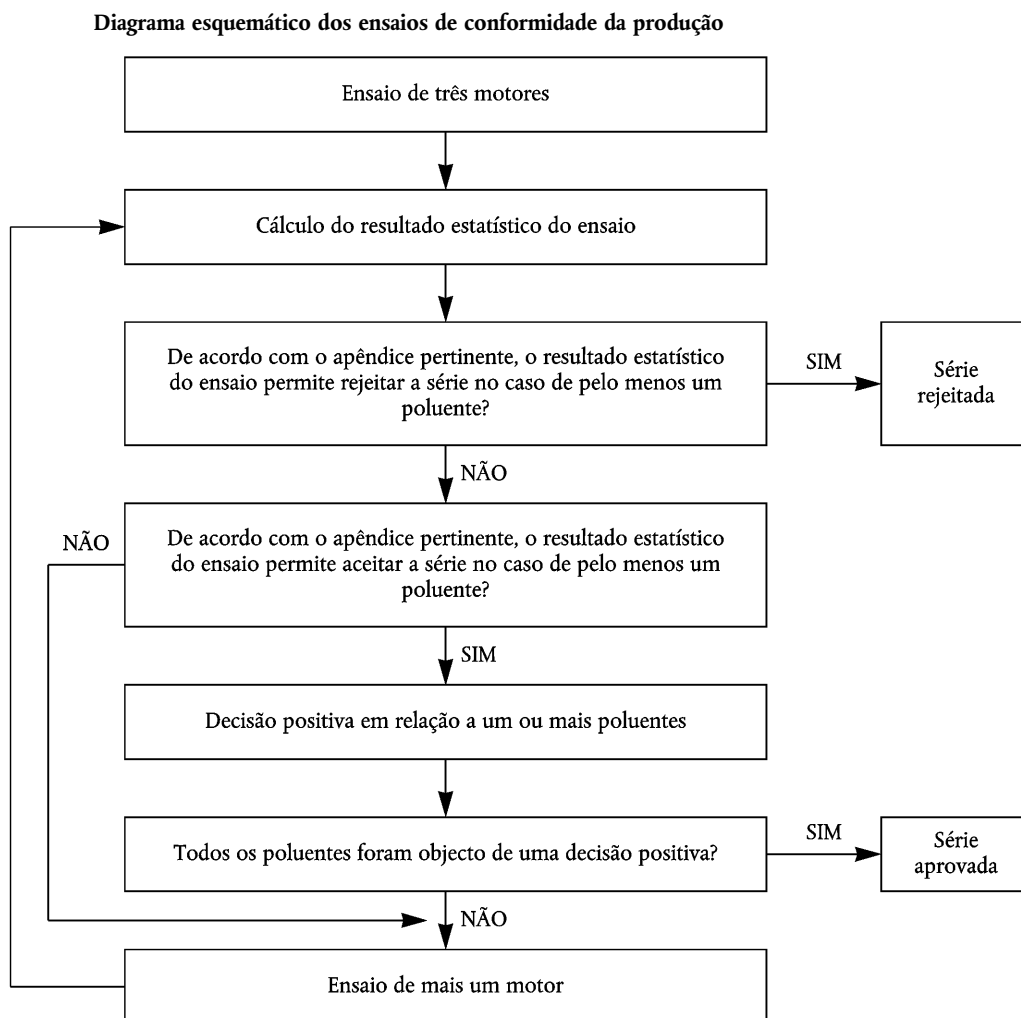 Diagrama esquemático dos ensaios de conformidade da produção
Ensaio de três motores
Cálculo do resultado estatístico do ensaio
De acordo com o apêndice pertinente, o resultado estatístico
do ensaio permite rejeitar a série no caso de pelo menos um
poluente?
SIM
Série
rejeitada
NÃO
De acordo com o apêndice pertinente, o resultado estatístico
do ensaio permite aceitar a série no caso de pelo menos um
poluente?
NÃO
SIM
Decisão positiva em relação a um ou mais poluentes
Todos os poluentes foram objecto de uma decisão positiva?
SIM
Série
aprovada
NÃO
Ensaio de mais um motor